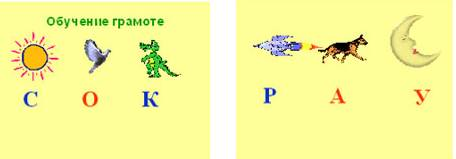 Обучение грамоте
С О К
Р А У